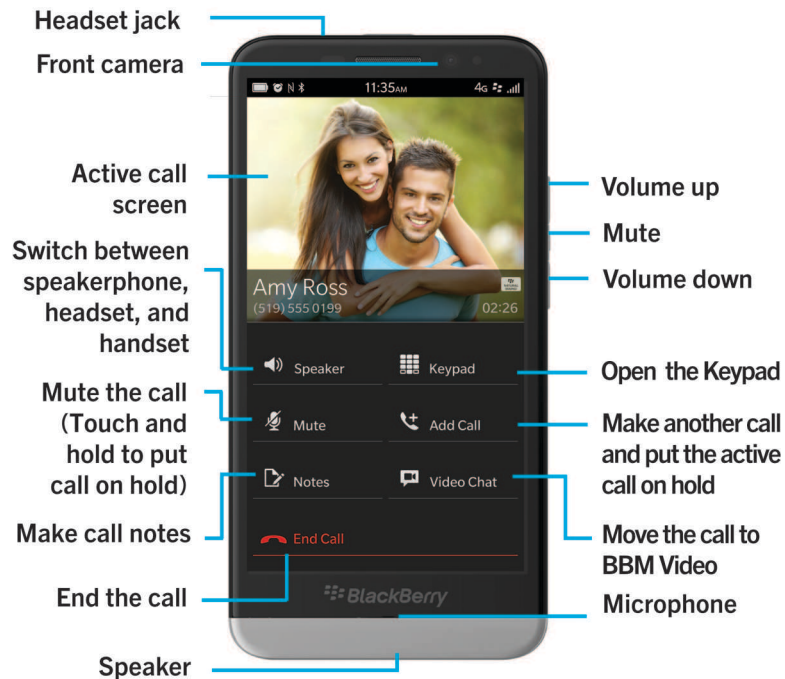 Headset jack
Front camera
Active call
screen
Switch between
speakerphone,
headset, and
handset
Mute the call
(Touch and
hold to put
call on hold)
Make call notes
End the call
Speaker
11:35AM
4G
Amy Ross
(519) 555 0199
02:26
Speaker
Keypad
Mute
Add Call
Notes
Video Chat
End Call
BlackBerry
Volume up
Mute
Volume down
Open the Keypad
Make another call
and put the active
call on hold
Move the call to
BBM Video
Microphone